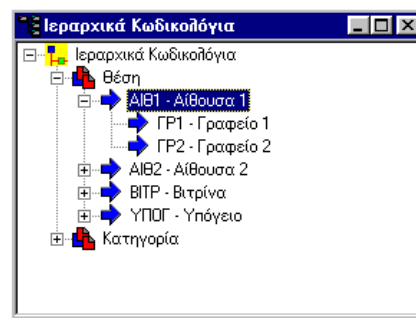 Ιεραρχικά Κωδικολόγια
Ιεραρχικά Κωδικολόγια
Θέση
ΑΙΘ1 - Αίθουσα 1
ΓΡ1 - Γραφείο 1
ΓΡ2 - Γραφείο 2
ΑΙΘ2 - Αίθουσα 2
ΒΙΤΡ - Βιτρίνα
ΥΠΟΓ - Υπόγειο
Κατηγορία